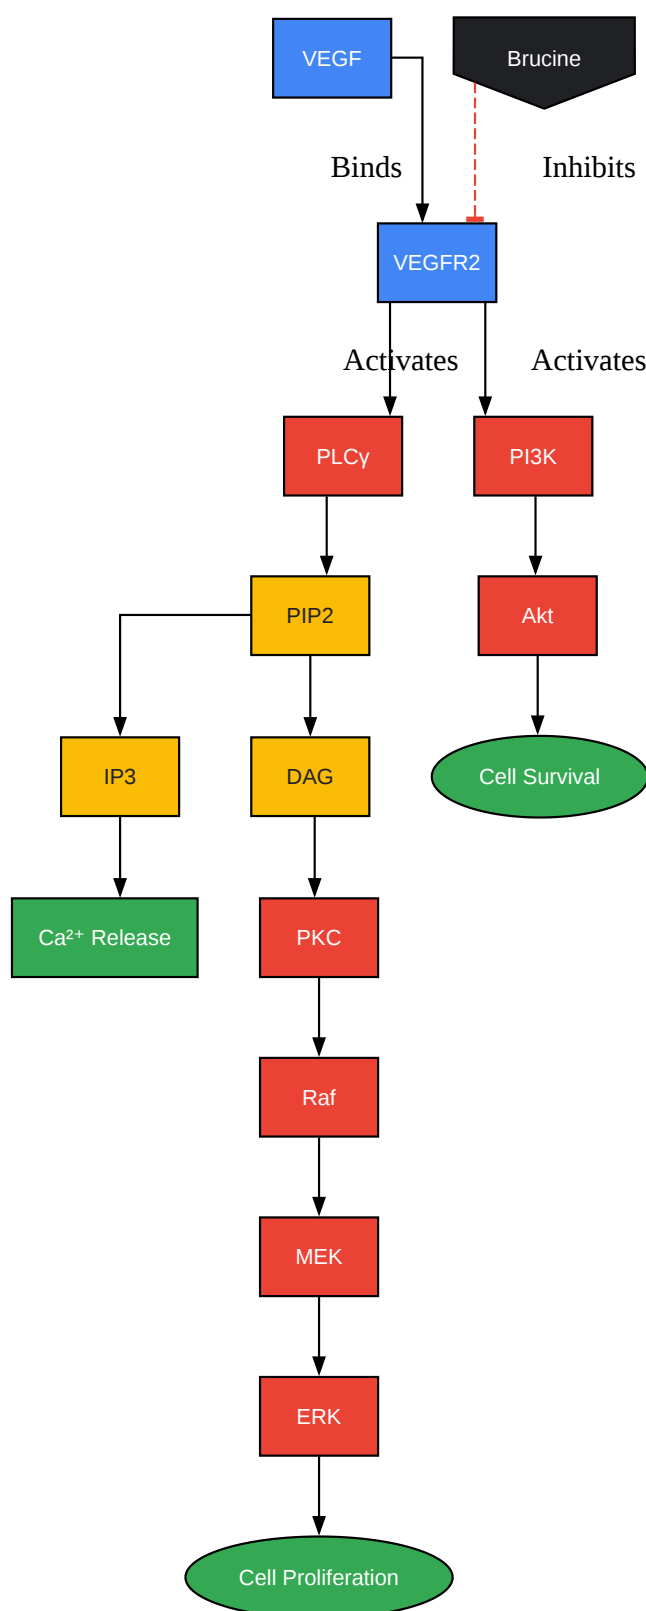 VEGF
Brucine
Binds
Inhibits
VEGFR2
Activates
Activates
PLCγ
PI3K
PIP2
Akt
IP3
DAG
Cell Survival
Ca²⁺ Release
PKC
Raf
MEK
ERK
Cell Proliferation